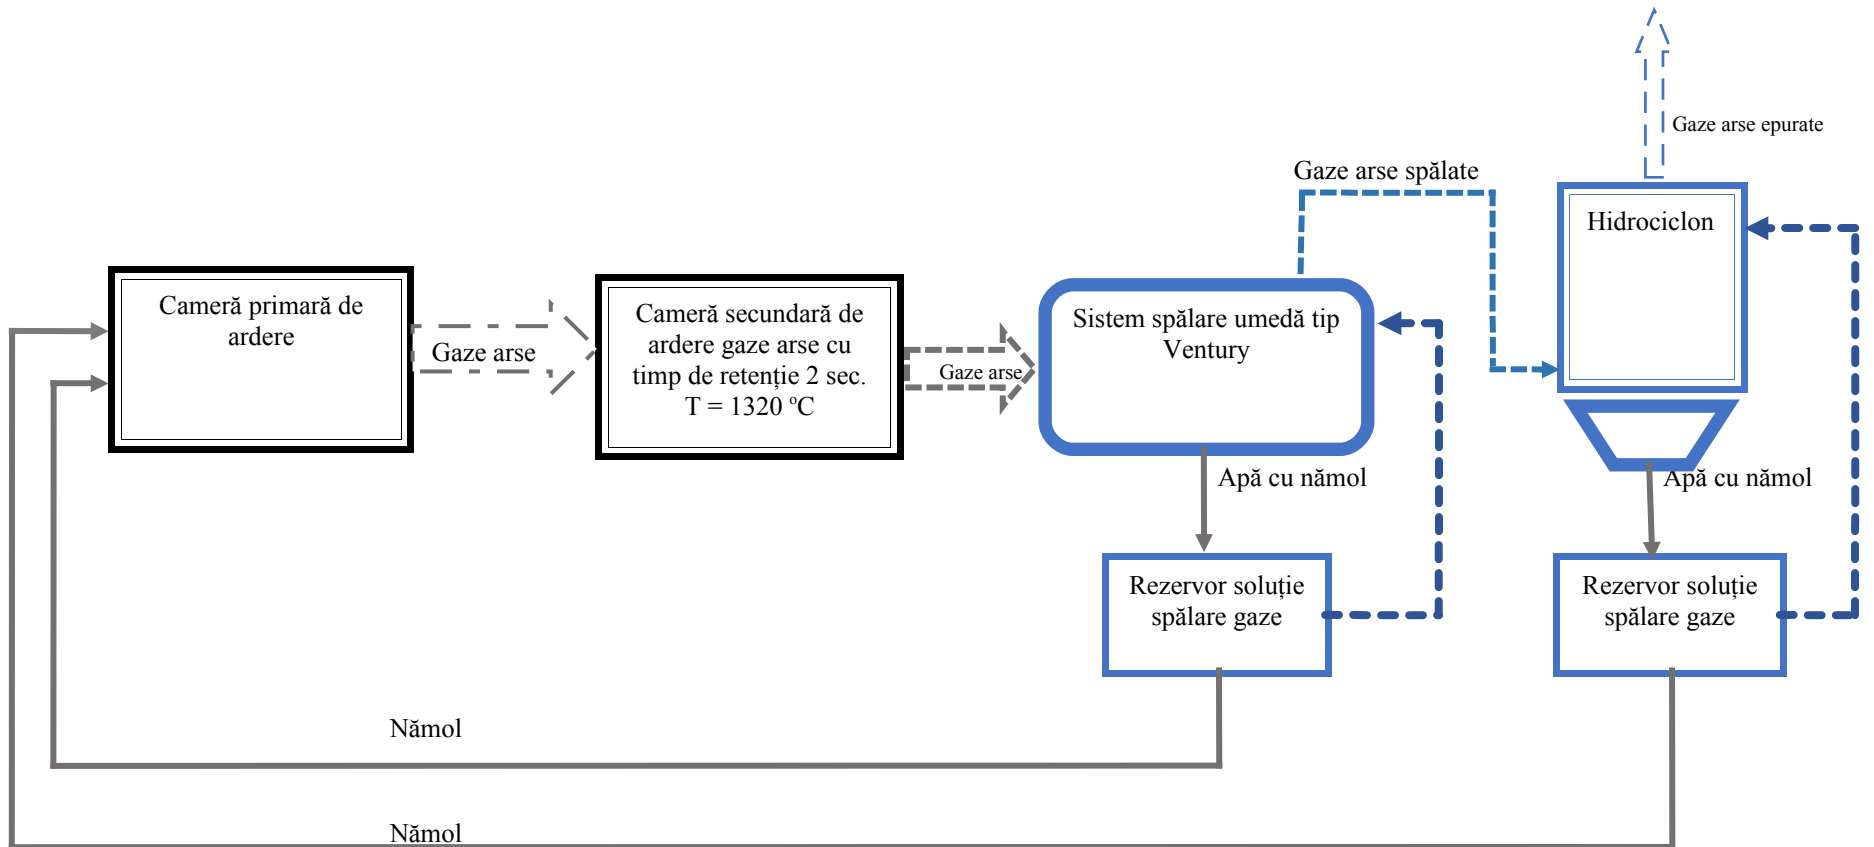 Gaze arse epurate
Gaze arse spălate
Hidrociclon
Cameră primară de
ardere
Gaze arse
Cameră secundară de
ardere gaze arse cu
timp de retenție 2 sec.
T = 1320 ºC
Gaze arse
Sistem spălare umedă tip
Ventury
Apă cu nămol
Apă cu nămol
Rezervor soluție
spălare gaze
Rezervor soluție
spălare gaze
Nămol
Nămol